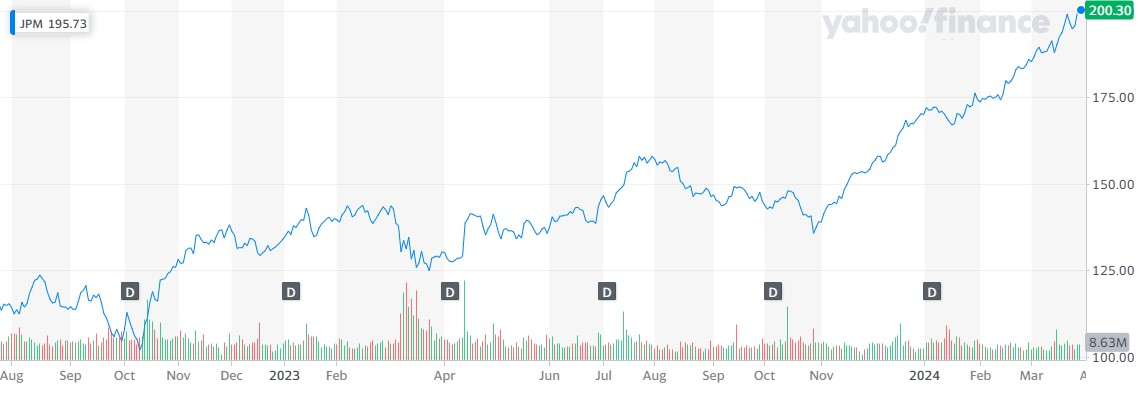 JPM 195.73
yahoo!finance
200.30
175.00
150.00
125.00
D D D D D D
8.63M
100.00
Aug Sep Oct Nov Dec 2023 Feb Apr Jun Jul Aug Sep Oct Nov 2024 Feb Mar A